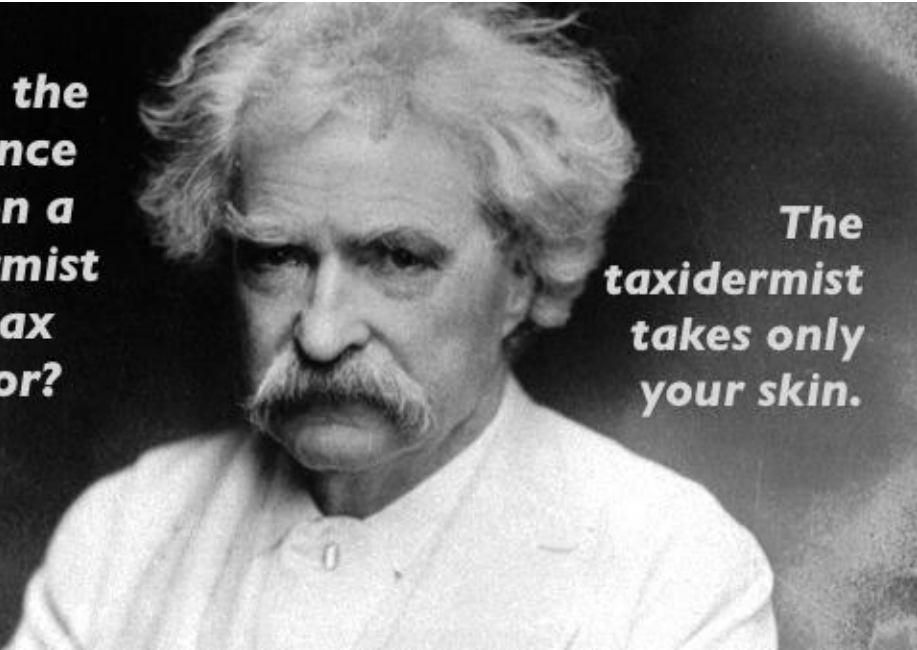 the
nce
n a
mist
ax
or?
The
taxidermist
takes only
your skin.